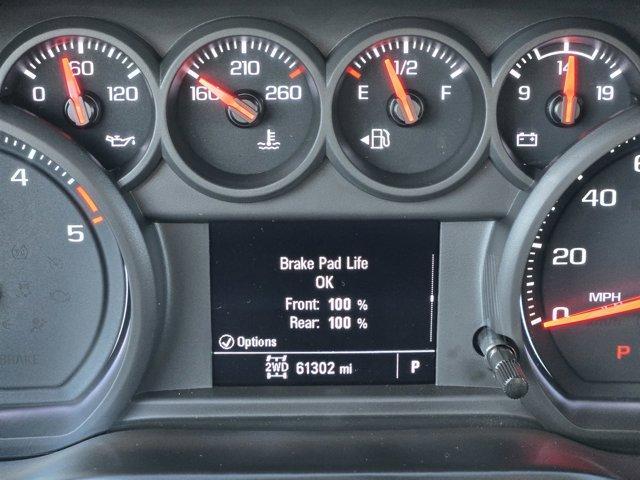 0 60 120
160 210 260
E 1/2 F
9 14 19
4
5
40
20
0
MPH
P
Brake Pad Life
OK
Front: 100 %
Rear: 100 %
Options
2WD 61302 mi P
BRAKE